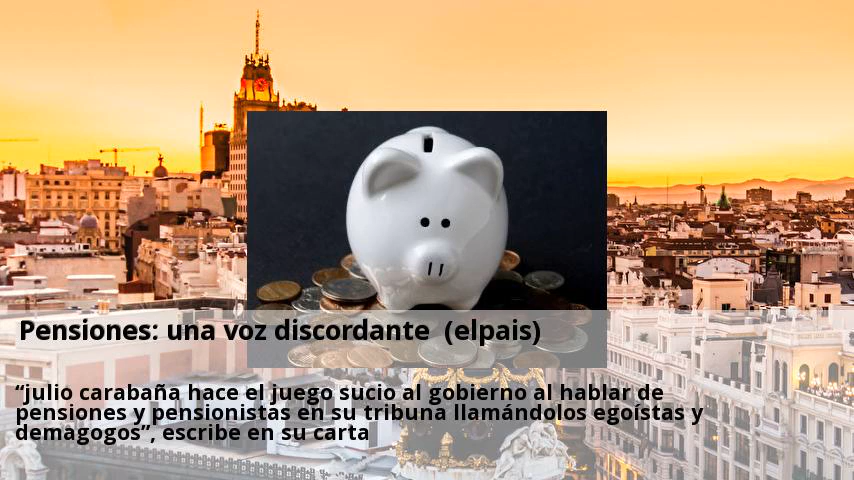 Pensiones: una voz discordante (elpais)
“julio carabaña hace el juego sucio al gobierno al hablar de
pensiones y pensionistas en su tribuna llamándolos egoístas y
demagogos”, escribe en su carta